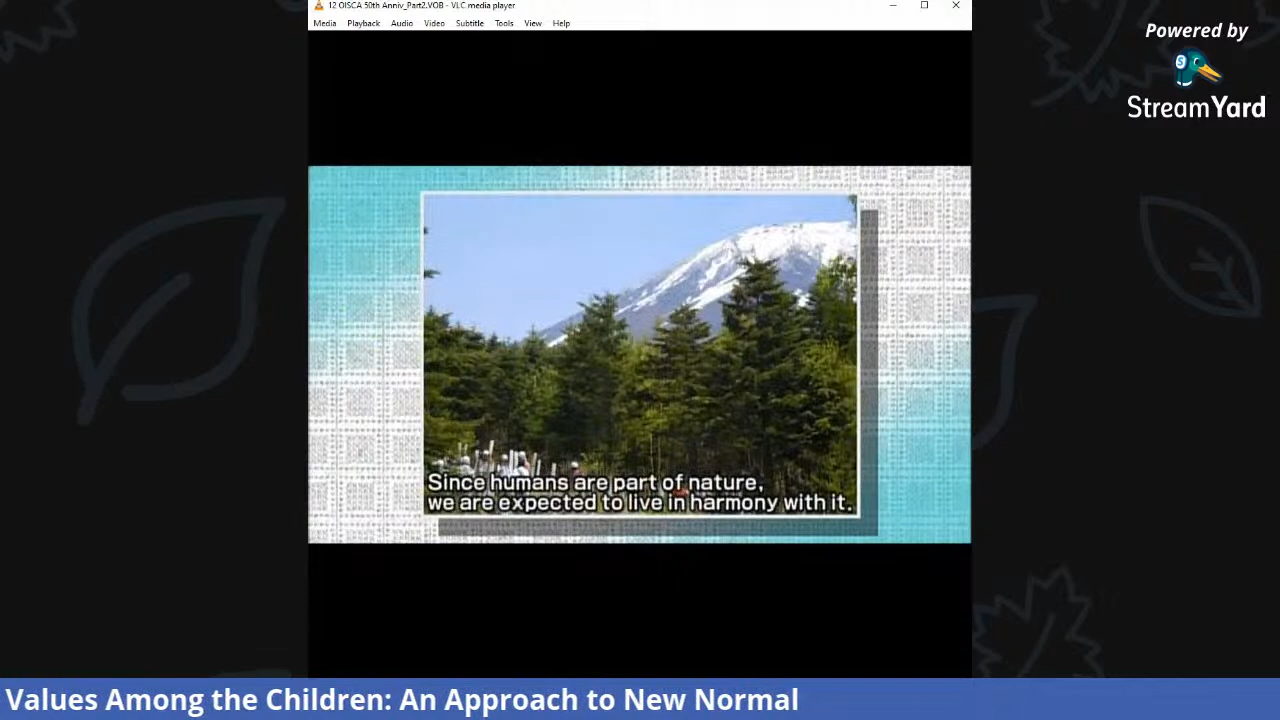 12 OISCA 50th Anniv_Part2.VOB - VLC media player
Media Playback Audio Video Subtitle Tools View Help
Powered by
S
StreamYard
Since humans are part of nature,
we are expected to live in harmony with it.
Values Among the Children: An Approach to New Normal